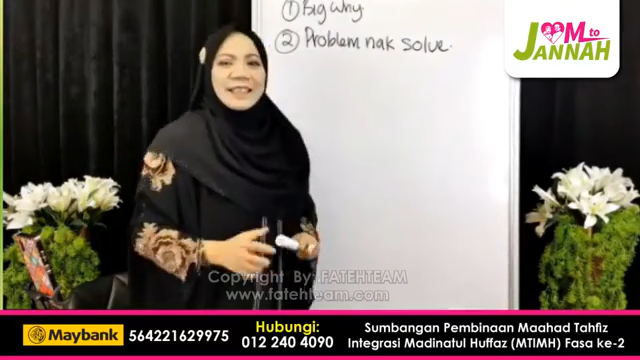 ① Big Why
② Problem nak solve.
JOM to
JANNAH
Copyright By: FATEHTEAM
www.fatehteam.com
Maybank 564221629975
Hubungi:
012 240 4090
Sumbangan Pembinaan Maahad Tahfiz
Integrasi Madinatul Huffaz (MTIMH) Fasa ke-2